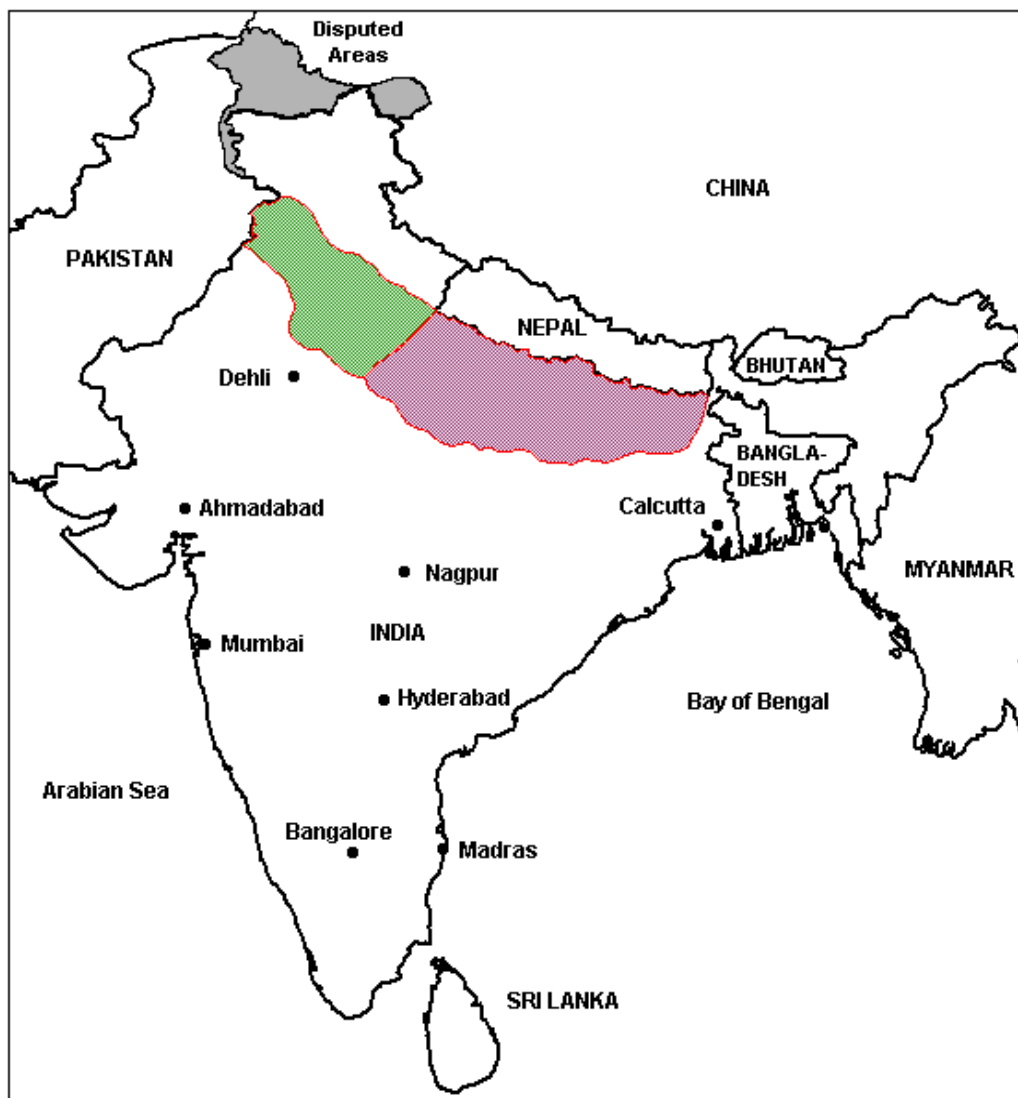 Disputed
Areas
CHINA
PAKISTAN
NEPAL
BHUTAN
Dehli
BANGLA-
DESH
Ahmadabad
Calcutta
Nagpur
MYANMAR
INDIA
Mumbai
Hyderabad
Bay of Bengal
Arabian Sea
Bangalore
Madras
SRI LANKA